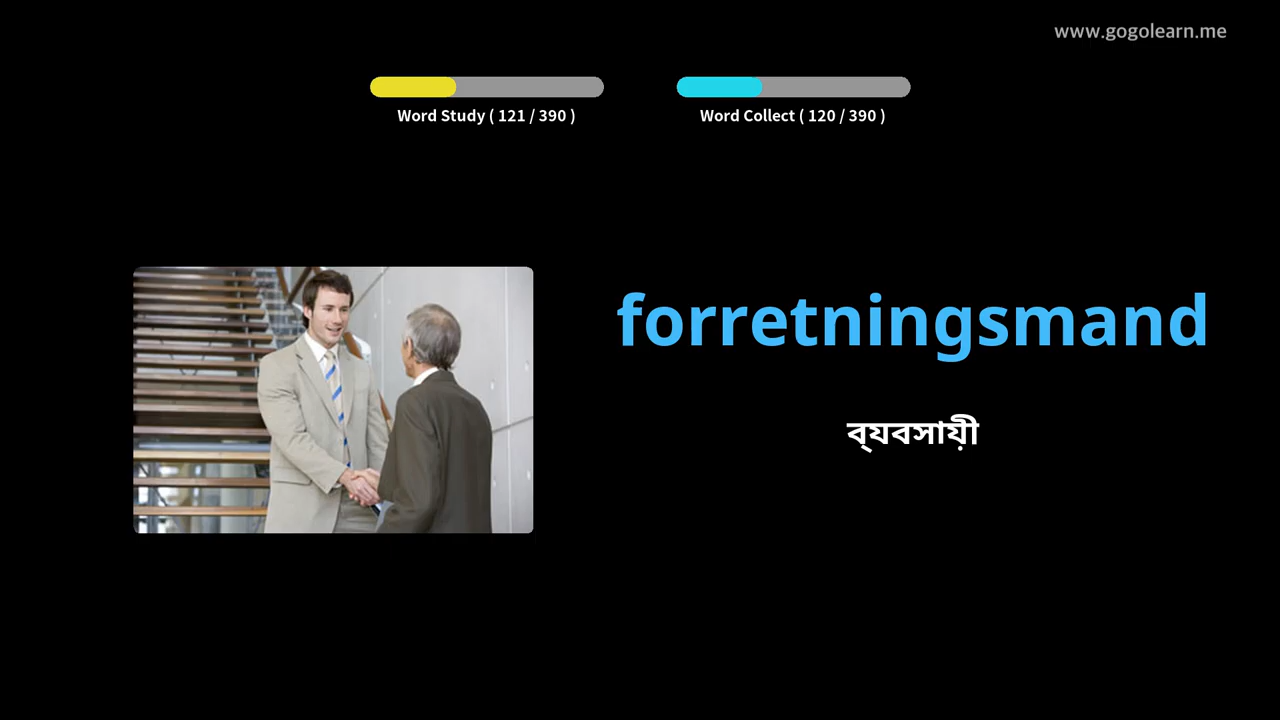 www.gogolearn.me
Word Study ( 121 / 390 )
Word Collect ( 120 / 390 )
forretningsmand
ব্যবসায়ী